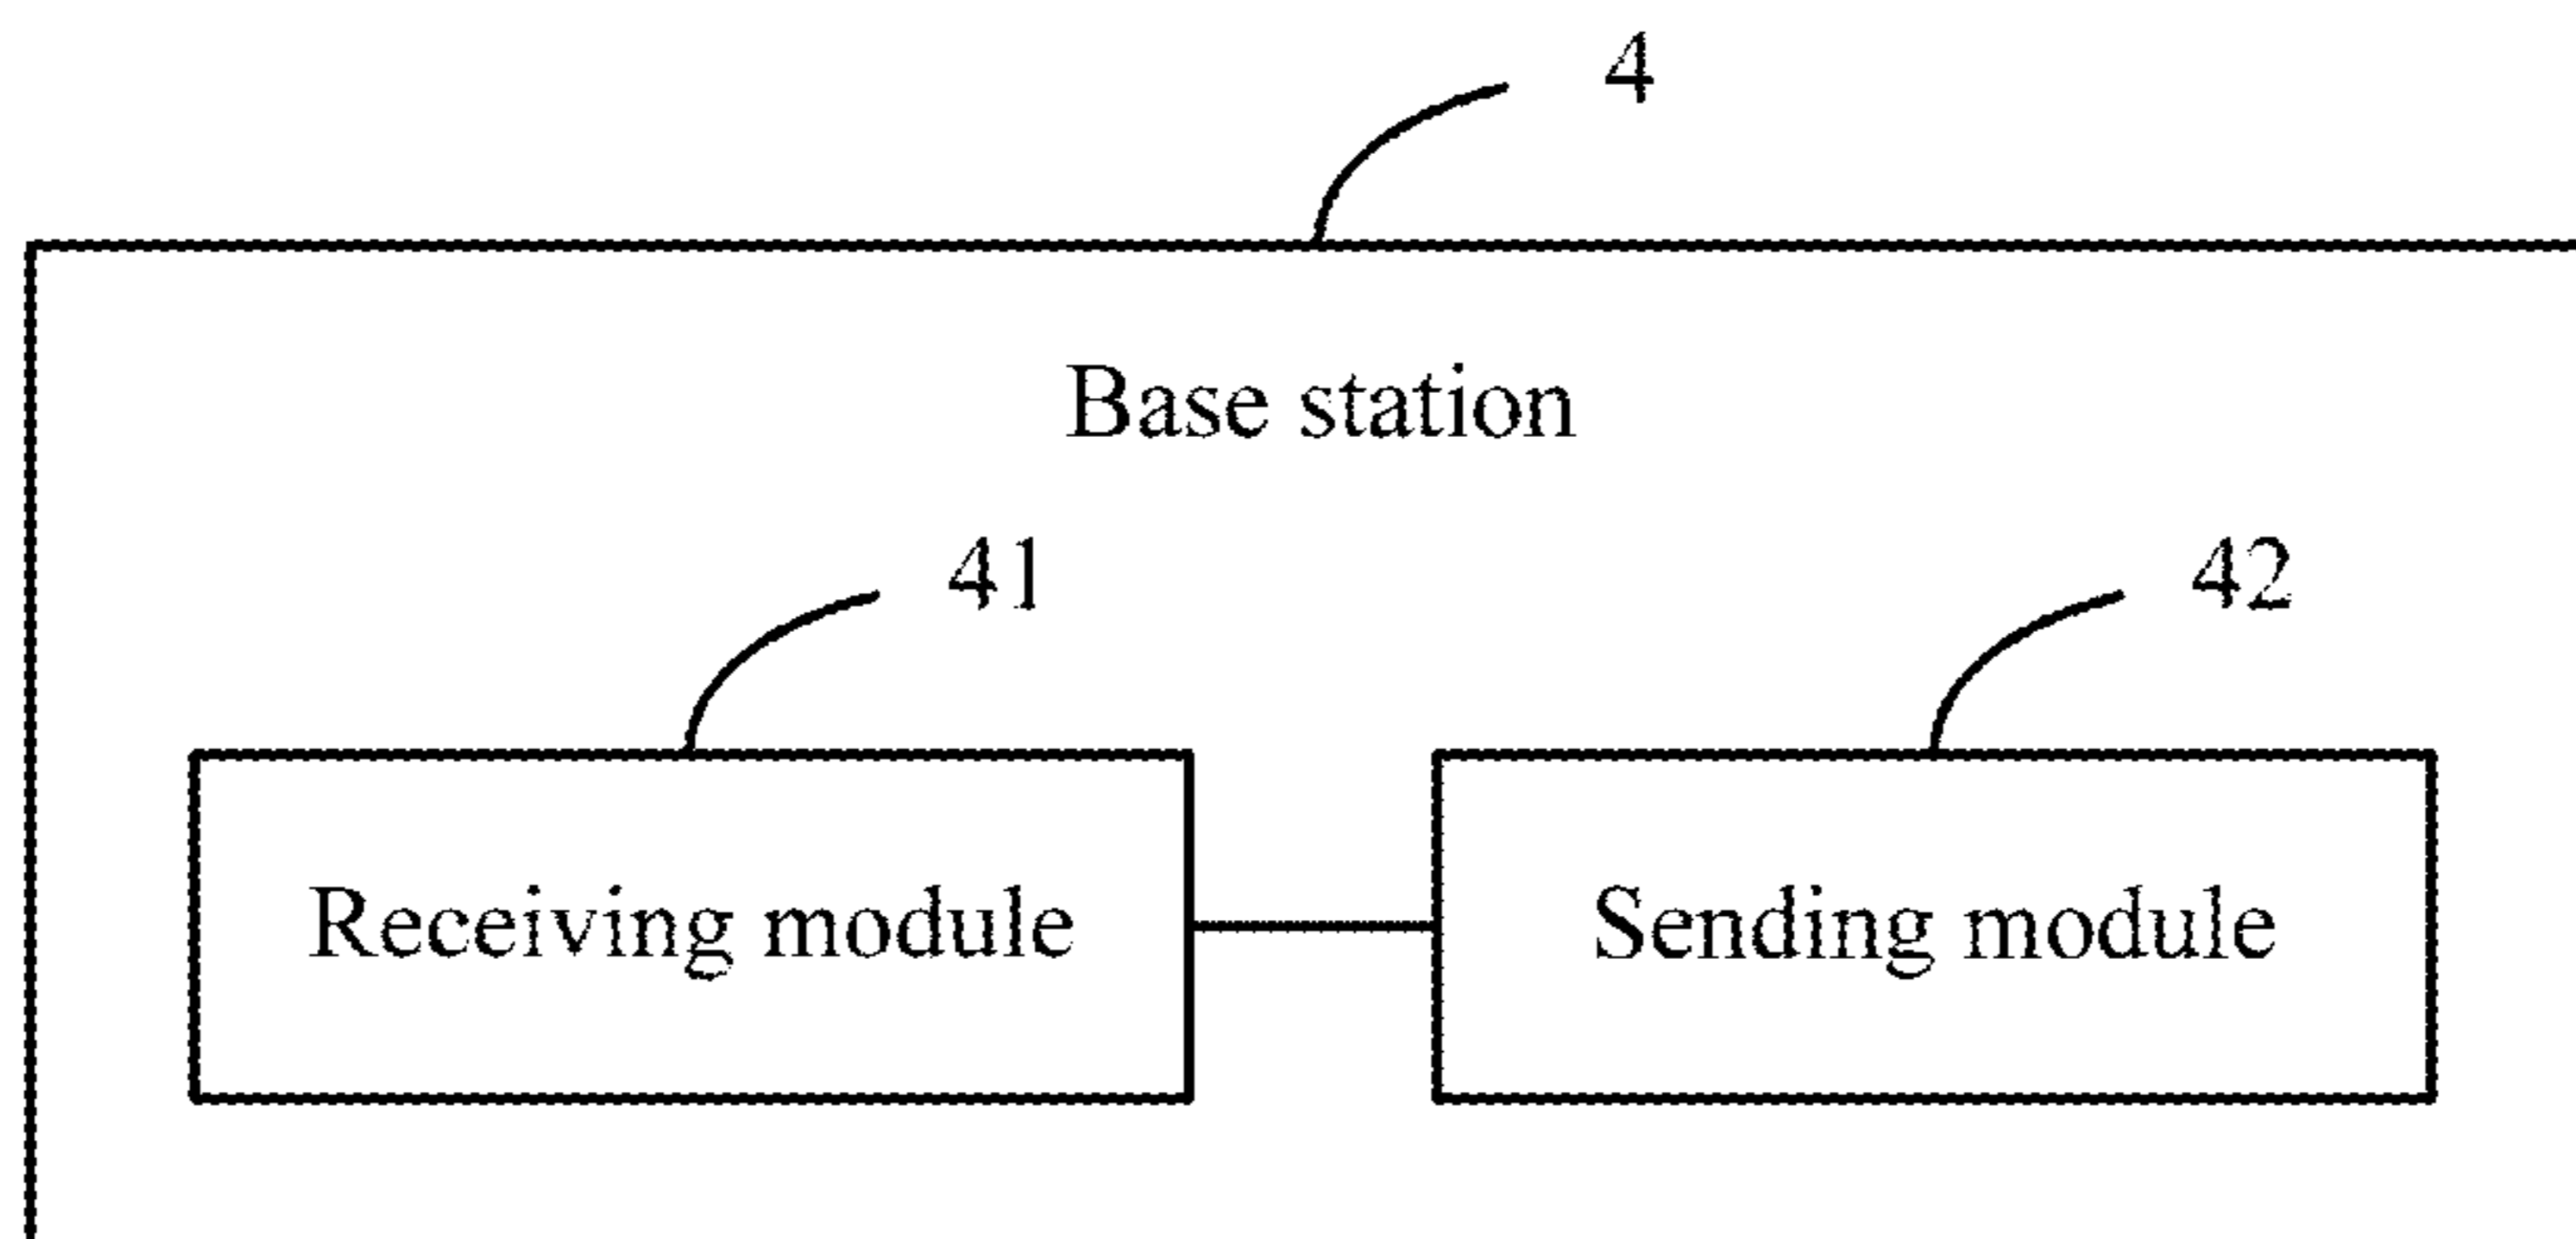 4
Base station
41
42
Receiving module
Sending module